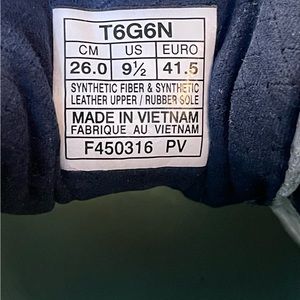 T6G6N
CM US EURO
26.0 9½ 41.5
SYNTHETIC FIBER & SYNTHETIC
LEATHER UPPER / RUBBER SOLE
MADE IN VIETNAM
FABRIQUE AU VIETNAM
F450316 PV